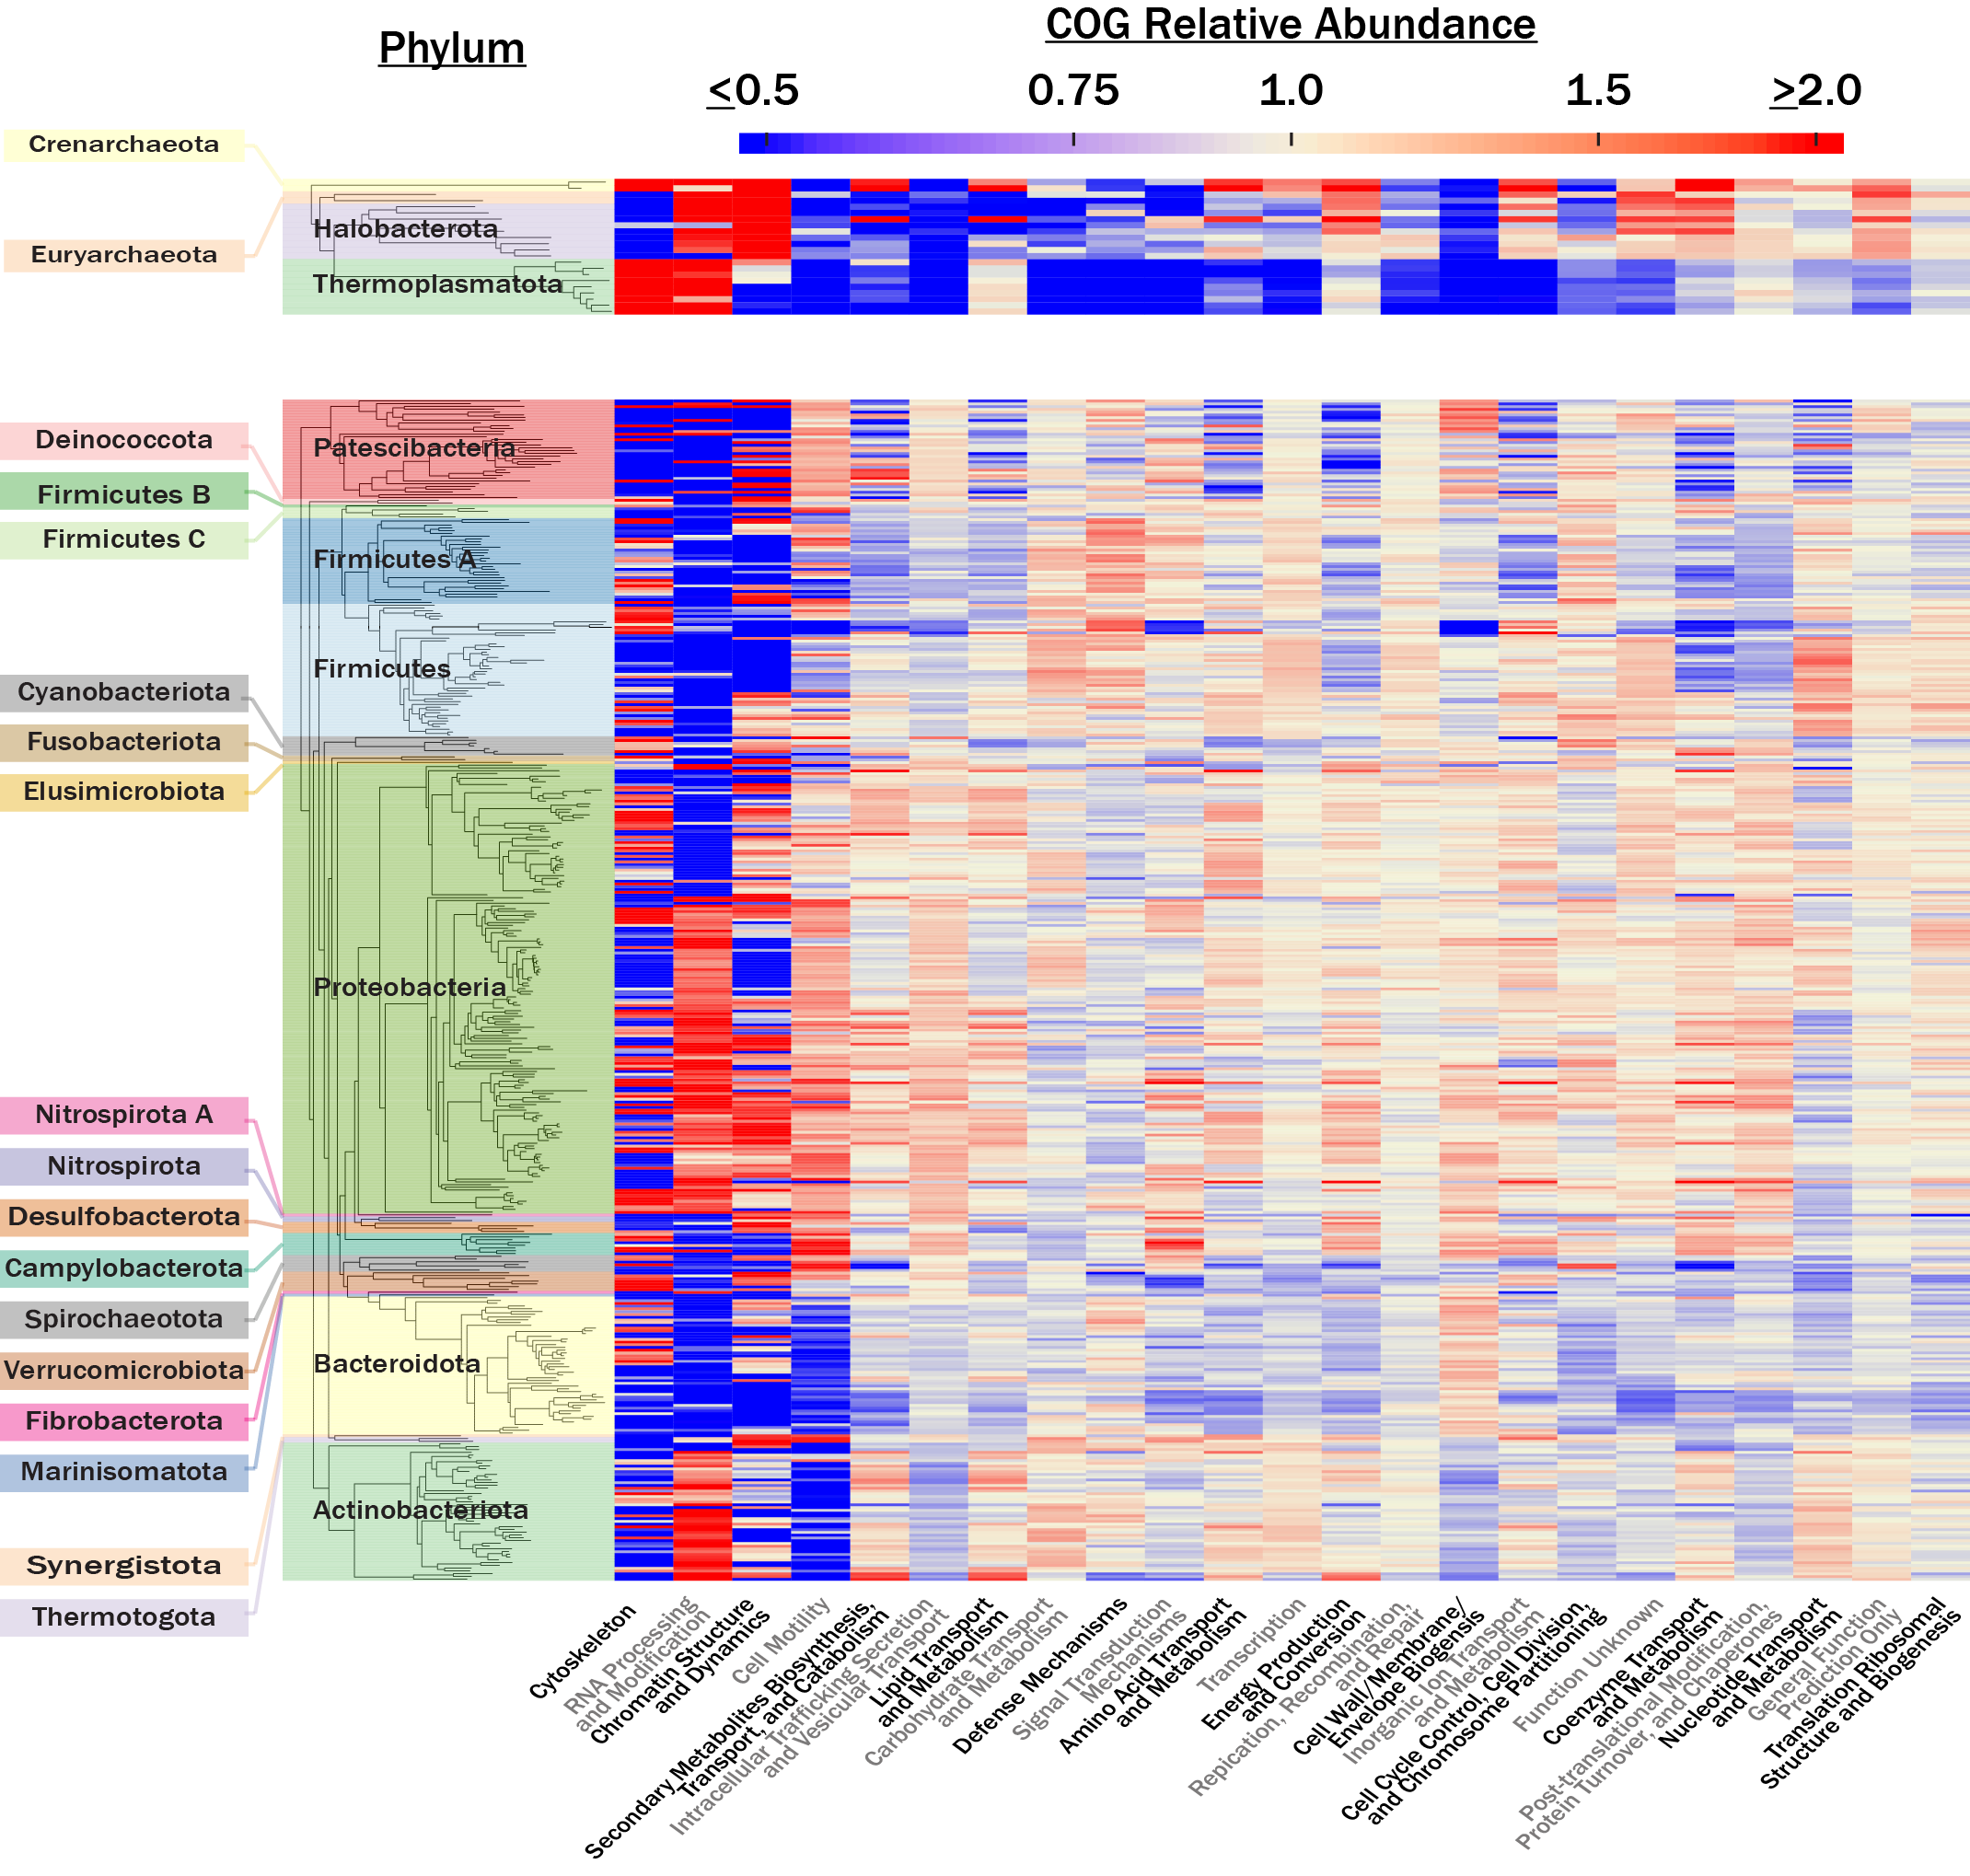 COG Relative Abundance
Phylum
<0.5 0.75 1.0 1.5 >2.0
Crenarchaeota
Halobacterota
Euryarchaeota
Thermoplasmatota
Deinococcota
Patescibacteria
Firmicutes B
Firmicutes C
Firmicutes A
Firmicutes
Cyanobacteriota
Fusobacteriota
Elusimicrobiota
Proteobacteria
Nitrospirota A
Nitrospirota
Desulfobacterota
Campylobacterota
Spirochaeotota
Verrucomicrobiota
Bacteroidota
Fibrobacterota
Marinisomatota
Actinobacteriota
Synergistota
Thermotogota
Cytoskeleton
RNA Processing
and Modification
Chromatin Structure
and Dynamics
Cell Motility
Secondary Metabolites Biosynthesis,
Transport, and Catabolism
Intracellular Trafficking Secretion
and Vesicular Transport
Lipid Transport
and Metabolism
Carbohydrate Transport
and Metabolism
Defense Mechanisms
Signal Transduction
Mechanisms
Amino Acid Transport
and Metabolism
Transcription
Energy Production
and Conversion
Repication, Recombination,
and Repair
Cell Wall/Membrane/
Envelope Biogensis
Inorganic Ion Transport
and Metabolism
Cell Cycle Control, Cell Division,
and Chromosome Partitioning
Function Unknown
Coenzyme Transport
and Metabolism
Post-translational Modification,
Protein Turnover, and Chaperones
Nucleotide Transport
and Metabolism
General Function
Prediction Only
Translation Ribosomal
Structure and Biogenesis